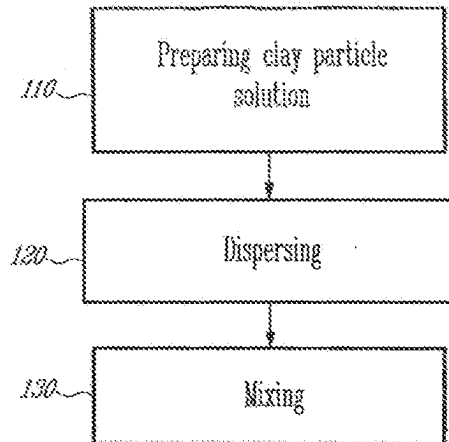 110
Preparing clay particle
solution
120
Dispersing
130
Mixing